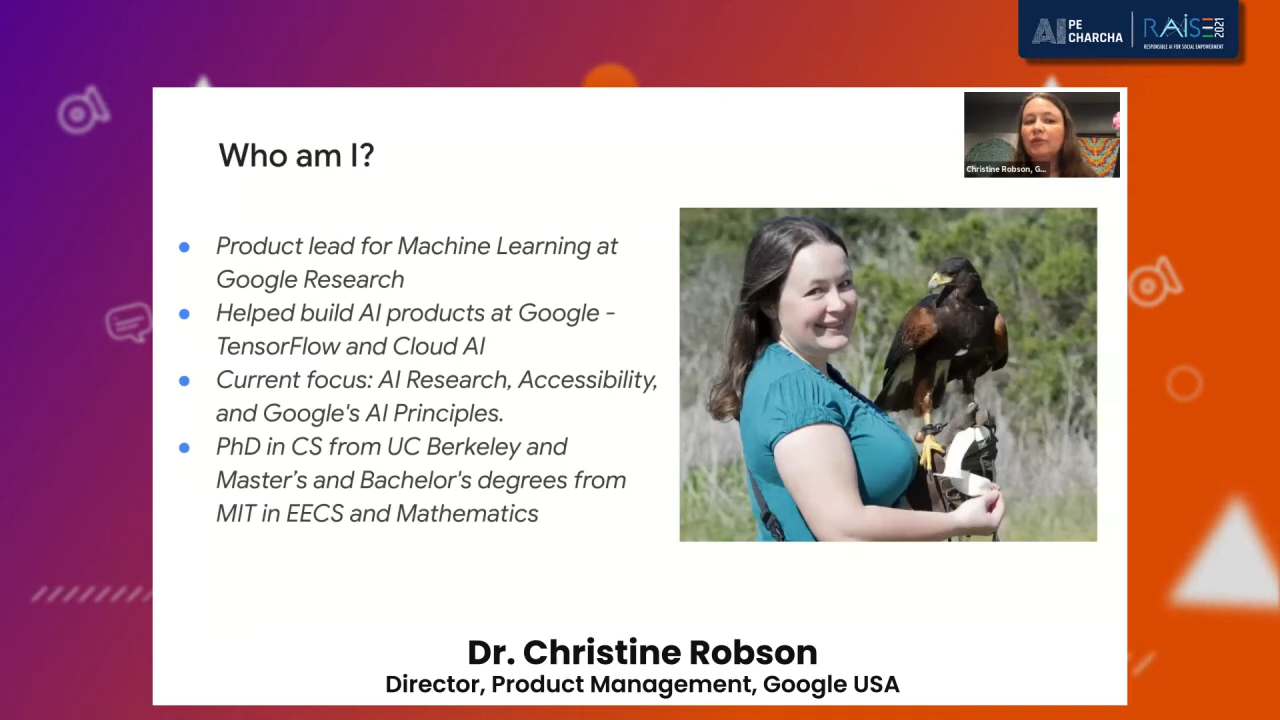 AI PE CHARCHA
RAISE 2021
RESPONSIBLE AI FOR SOCIAL EMPOWERMENT
Who am I?
Christine Robson, G...
Product lead for Machine Learning at
Google Research
Helped build AI products at Google -
TensorFlow and Cloud AI
Current focus: AI Research, Accessibility,
and Google's AI Principles.
PhD in CS from UC Berkeley and
Master’s and Bachelor's degrees from
MIT in EECS and Mathematics
Dr. Christine Robson
Director, Product Management, Google USA